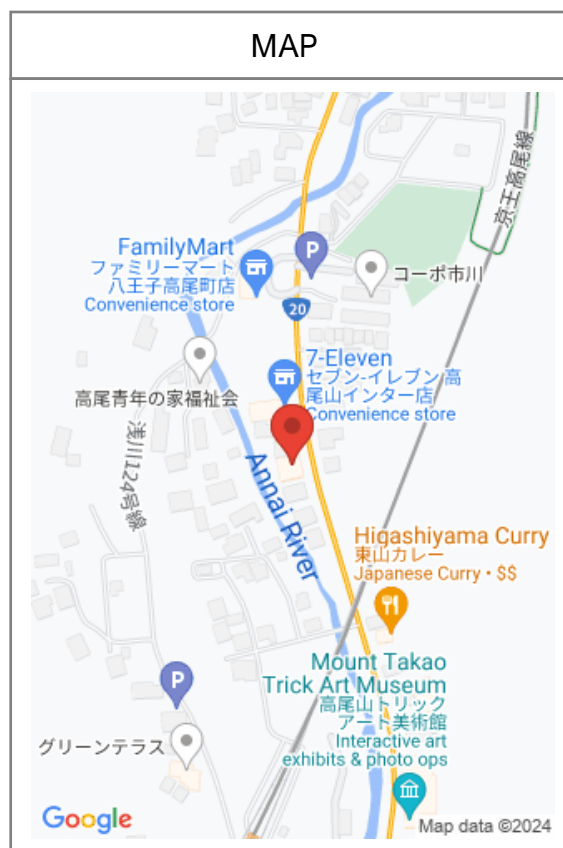 MAP
京王高尾線
FamilyMart
ファミリーマート
八王子高尾町店
Convenience store
P
コーポ市川
20
7-Eleven
セブン-イレブン 高
尾山インター店
Convenience store
高尾青年の家福祉会
浅川124号線
Annai River
Higashiyama Curry
東山カレー
Japanese Curry • $$
Mount Takao
Trick Art Museum
高尾山トリック
アート美術館
Interactive art
exhibits & photo ops
P
グリーンテラス
Google
Map data ©2024